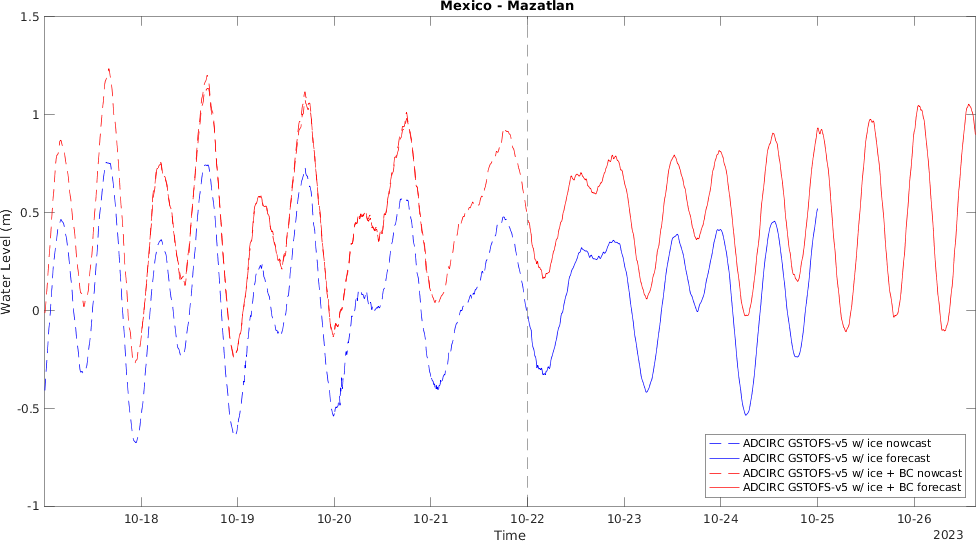 Mexico - Mazatlan
1.5
1
0.5
0
-0.5
-1
Water Level (m)
10-18
10-19
10-20
10-21
10-22
10-23
10-24
10-25
10-26
Time
2023
ADCIRC GSTOFS-v5 w/ ice nowcast
ADCIRC GSTOFS-v5 w/ ice forecast
ADCIRC GSTOFS-v5 w/ ice + BC nowcast
ADCIRC GSTOFS-v5 w/ ice + BC forecast